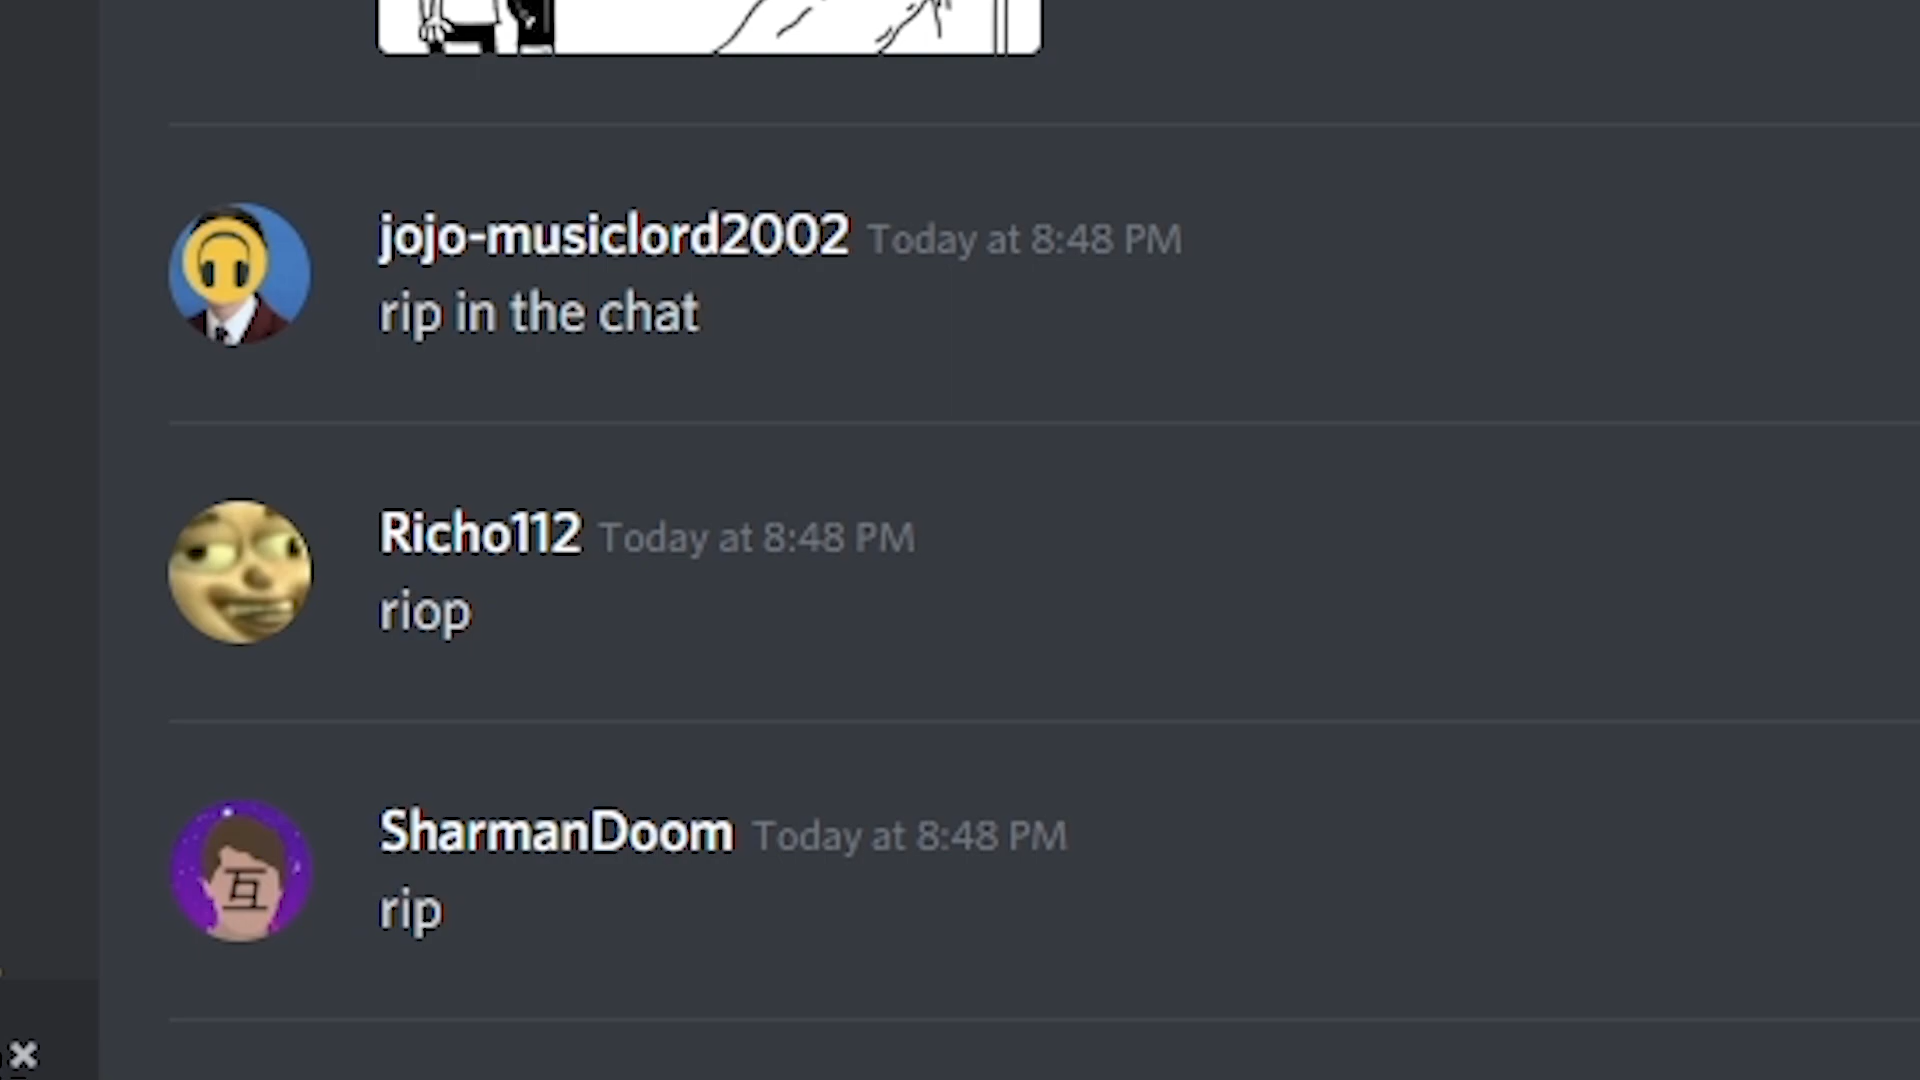 jojo-musiclord2002 Today at 8:48 PM
rip in the chat
Richo112 Today at 8:48 PM
riop
SharmanDoom Today at 8:48 PM
互
rip